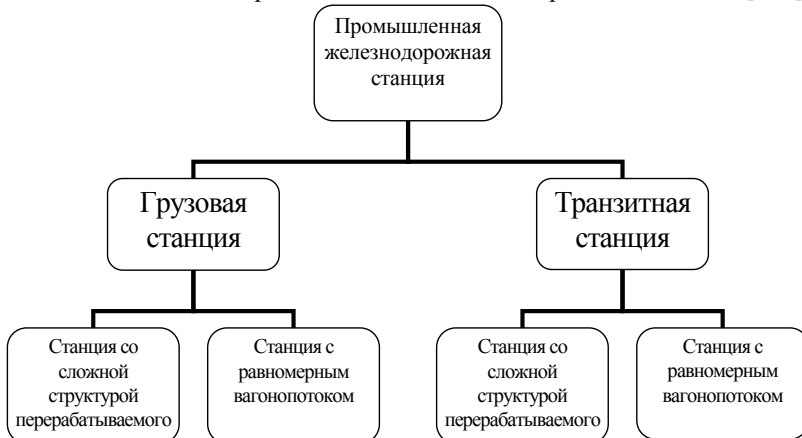 Промышленная
железнодорожная
станция
Грузовая
станция
Транзитная
станция
Станция со
сложной
структурой
перерабатываемого
Станция с
равномерным
вагонопотоком
Станция со
сложной
структурой
перерабатываемого
Станция с
равномерным
вагонопотоком